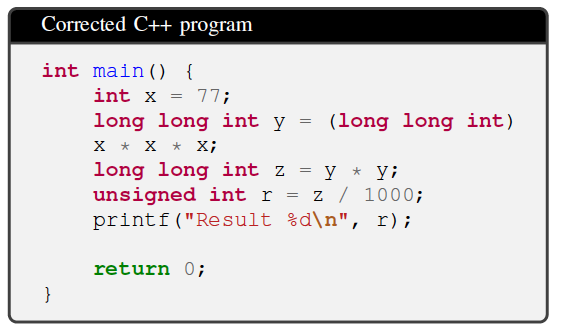 Corrected C++ program
int main() {
    int x = 77;
    long long int y = (long long int)
    x * x * x;
    long long int z = y * y;
    unsigned int r = z / 1000;
    printf("Result %d\n", r);

    return 0;
}